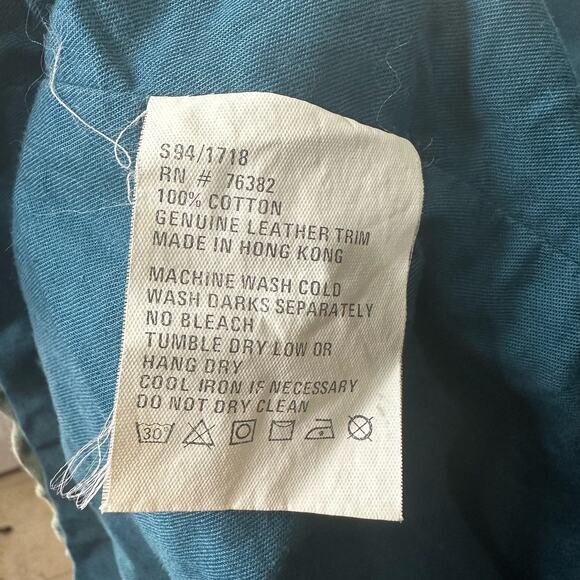 S94/1718
RN # 76382
100% COTTON
GENUINE LEATHER TRIM
MADE IN HONG KONG
MACHINE WASH COLD
WASH DARKS SEPARATELY
NO BLEACH
TUMBLE DRY LOW OR
HANG DRY
COOL IRON IF NECESSARY
DO NOT DRY CLEAN
30°